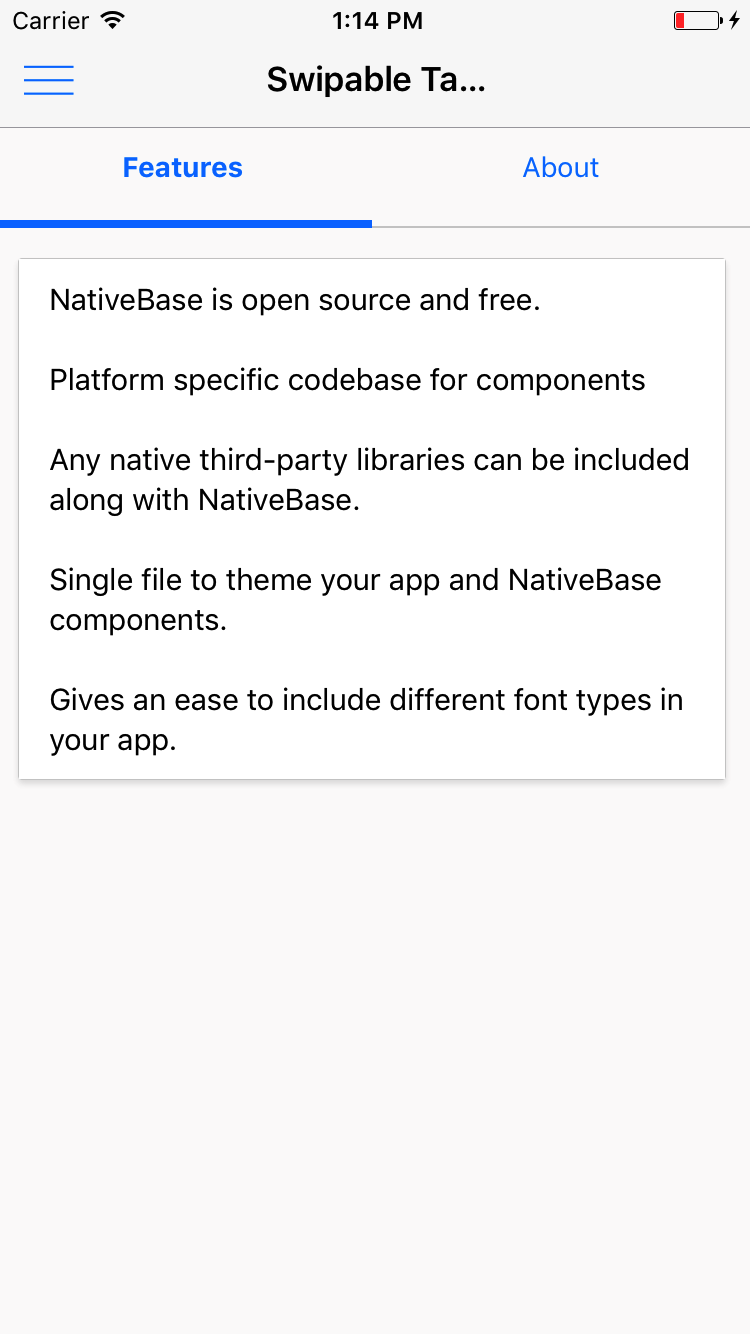 Carrier
1:14 PM
Swipable Ta...
Features
About
NativeBase is open source and free.
Platform specific codebase for components
Any native third-party libraries can be included
along with NativeBase.
Single file to theme your app and NativeBase
components.
Gives an ease to include different font types in
your app.